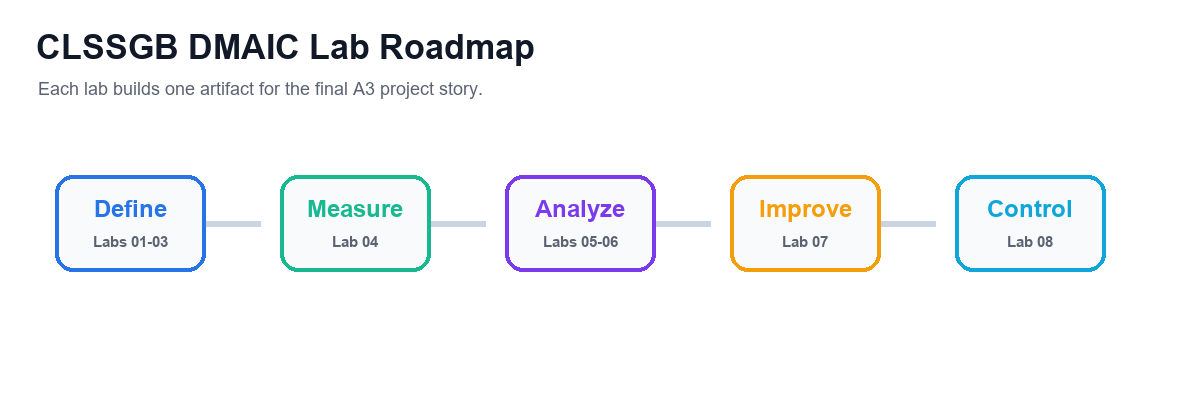 CLSSGB DMAIC Lab Roadmap
Each lab builds one artifact for the final A3 project story.
Define
Labs 01-03
Measure
Lab 04
Analyze
Labs 05-06
Improve
Lab 07
Control
Lab 08